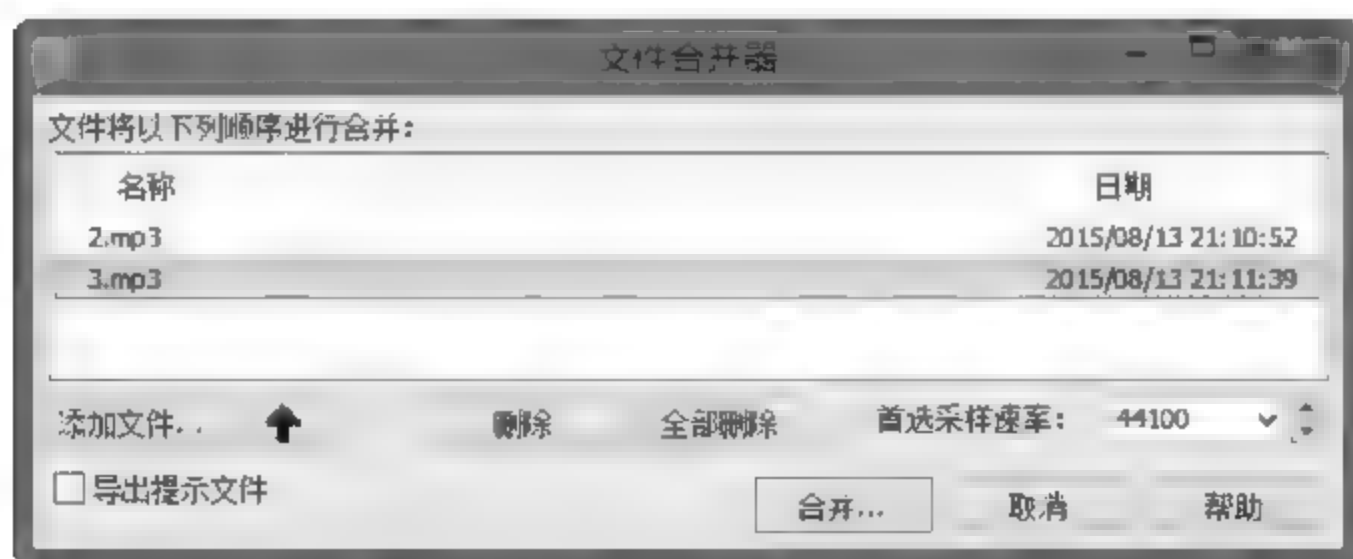 文件合并器
文件将以下列顺序进行合并：
名称 日期
2.mp3 2015/08/13 21:10:52
3.mp3 2015/08/13 21:11:39
添加文件... 删除 全部删除 首选采样速率： 44100
导出提示文件
合并... 取消 帮助